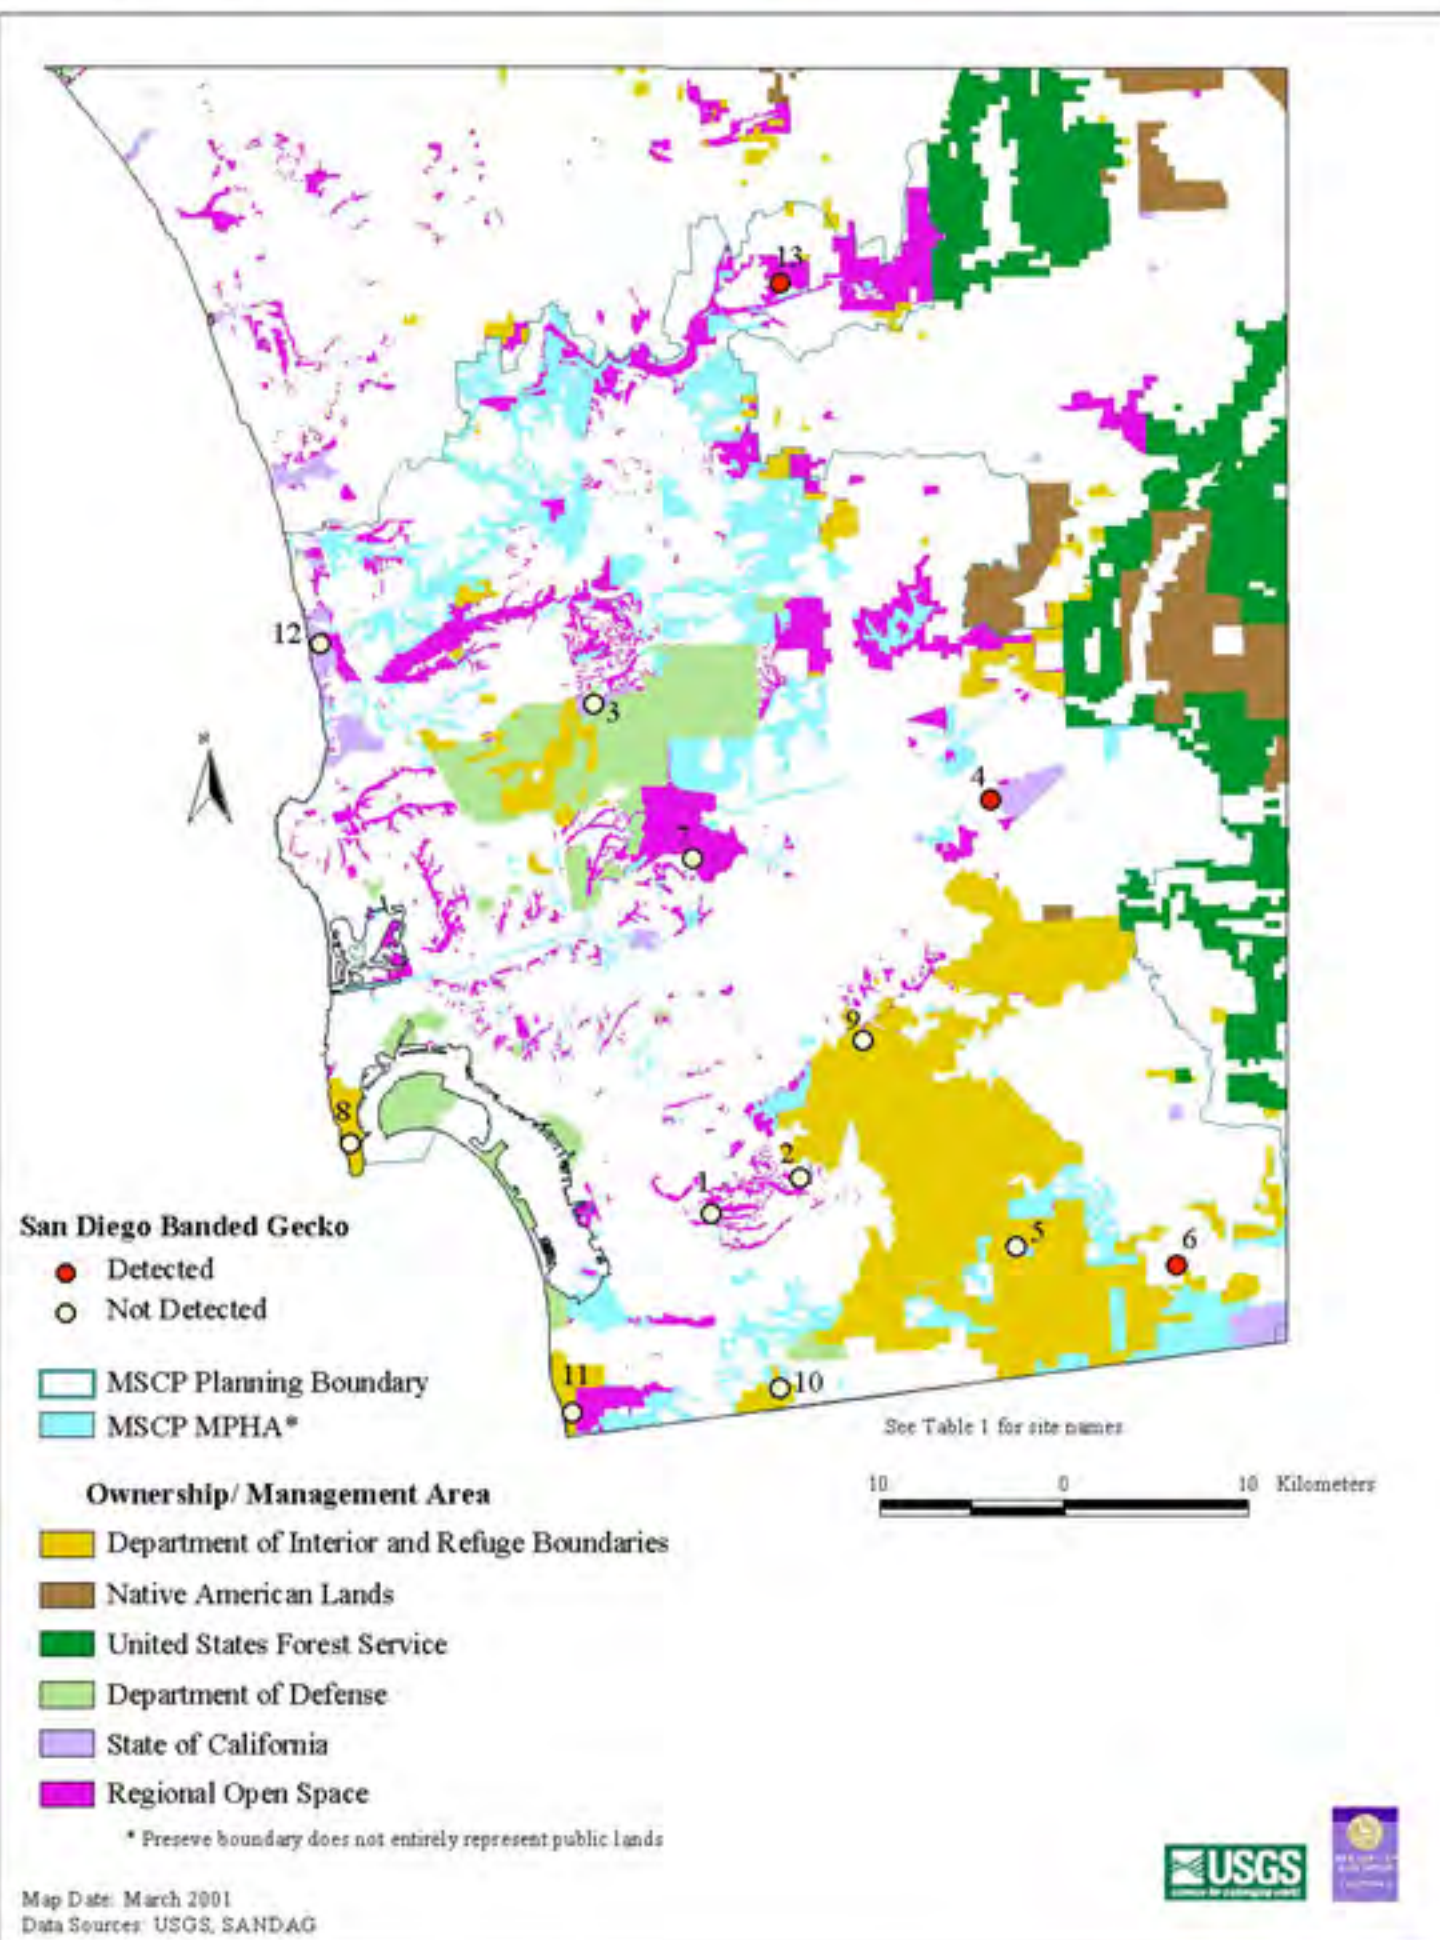 13
12
3
4
7
9
8
2
1
5
6
11
10
N
San Diego Banded Gecko
Detected
Not Detected
MSCP Planning Boundary
MSCP MPHA*
See Table 1 for site names
10 0 10 Kilometers
Ownership/ Management Area
Department of Interior and Refuge Boundaries
Native American Lands
United States Forest Service
Department of Defense
State of California
Regional Open Space
* Preseve boundary does not entirely represent public lands
USGS
science for a changing world
Map Date: March 2001
Data Sources: USGS, SANDAG